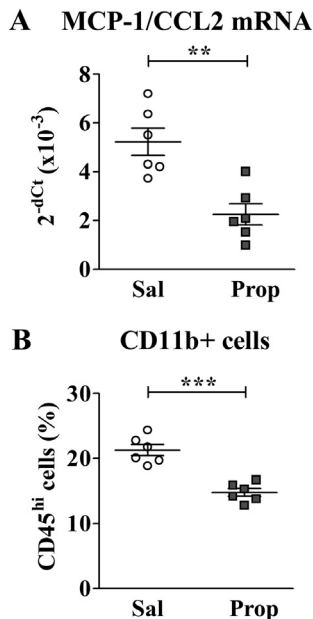 A MCP-1/CCL2 mRNA
**
8
6
4
2
0
2-dCt (x10-3)
Sal Prop
B CD11b+ cells
***
30
20
10
0
CD45hi cells (%)
Sal Prop